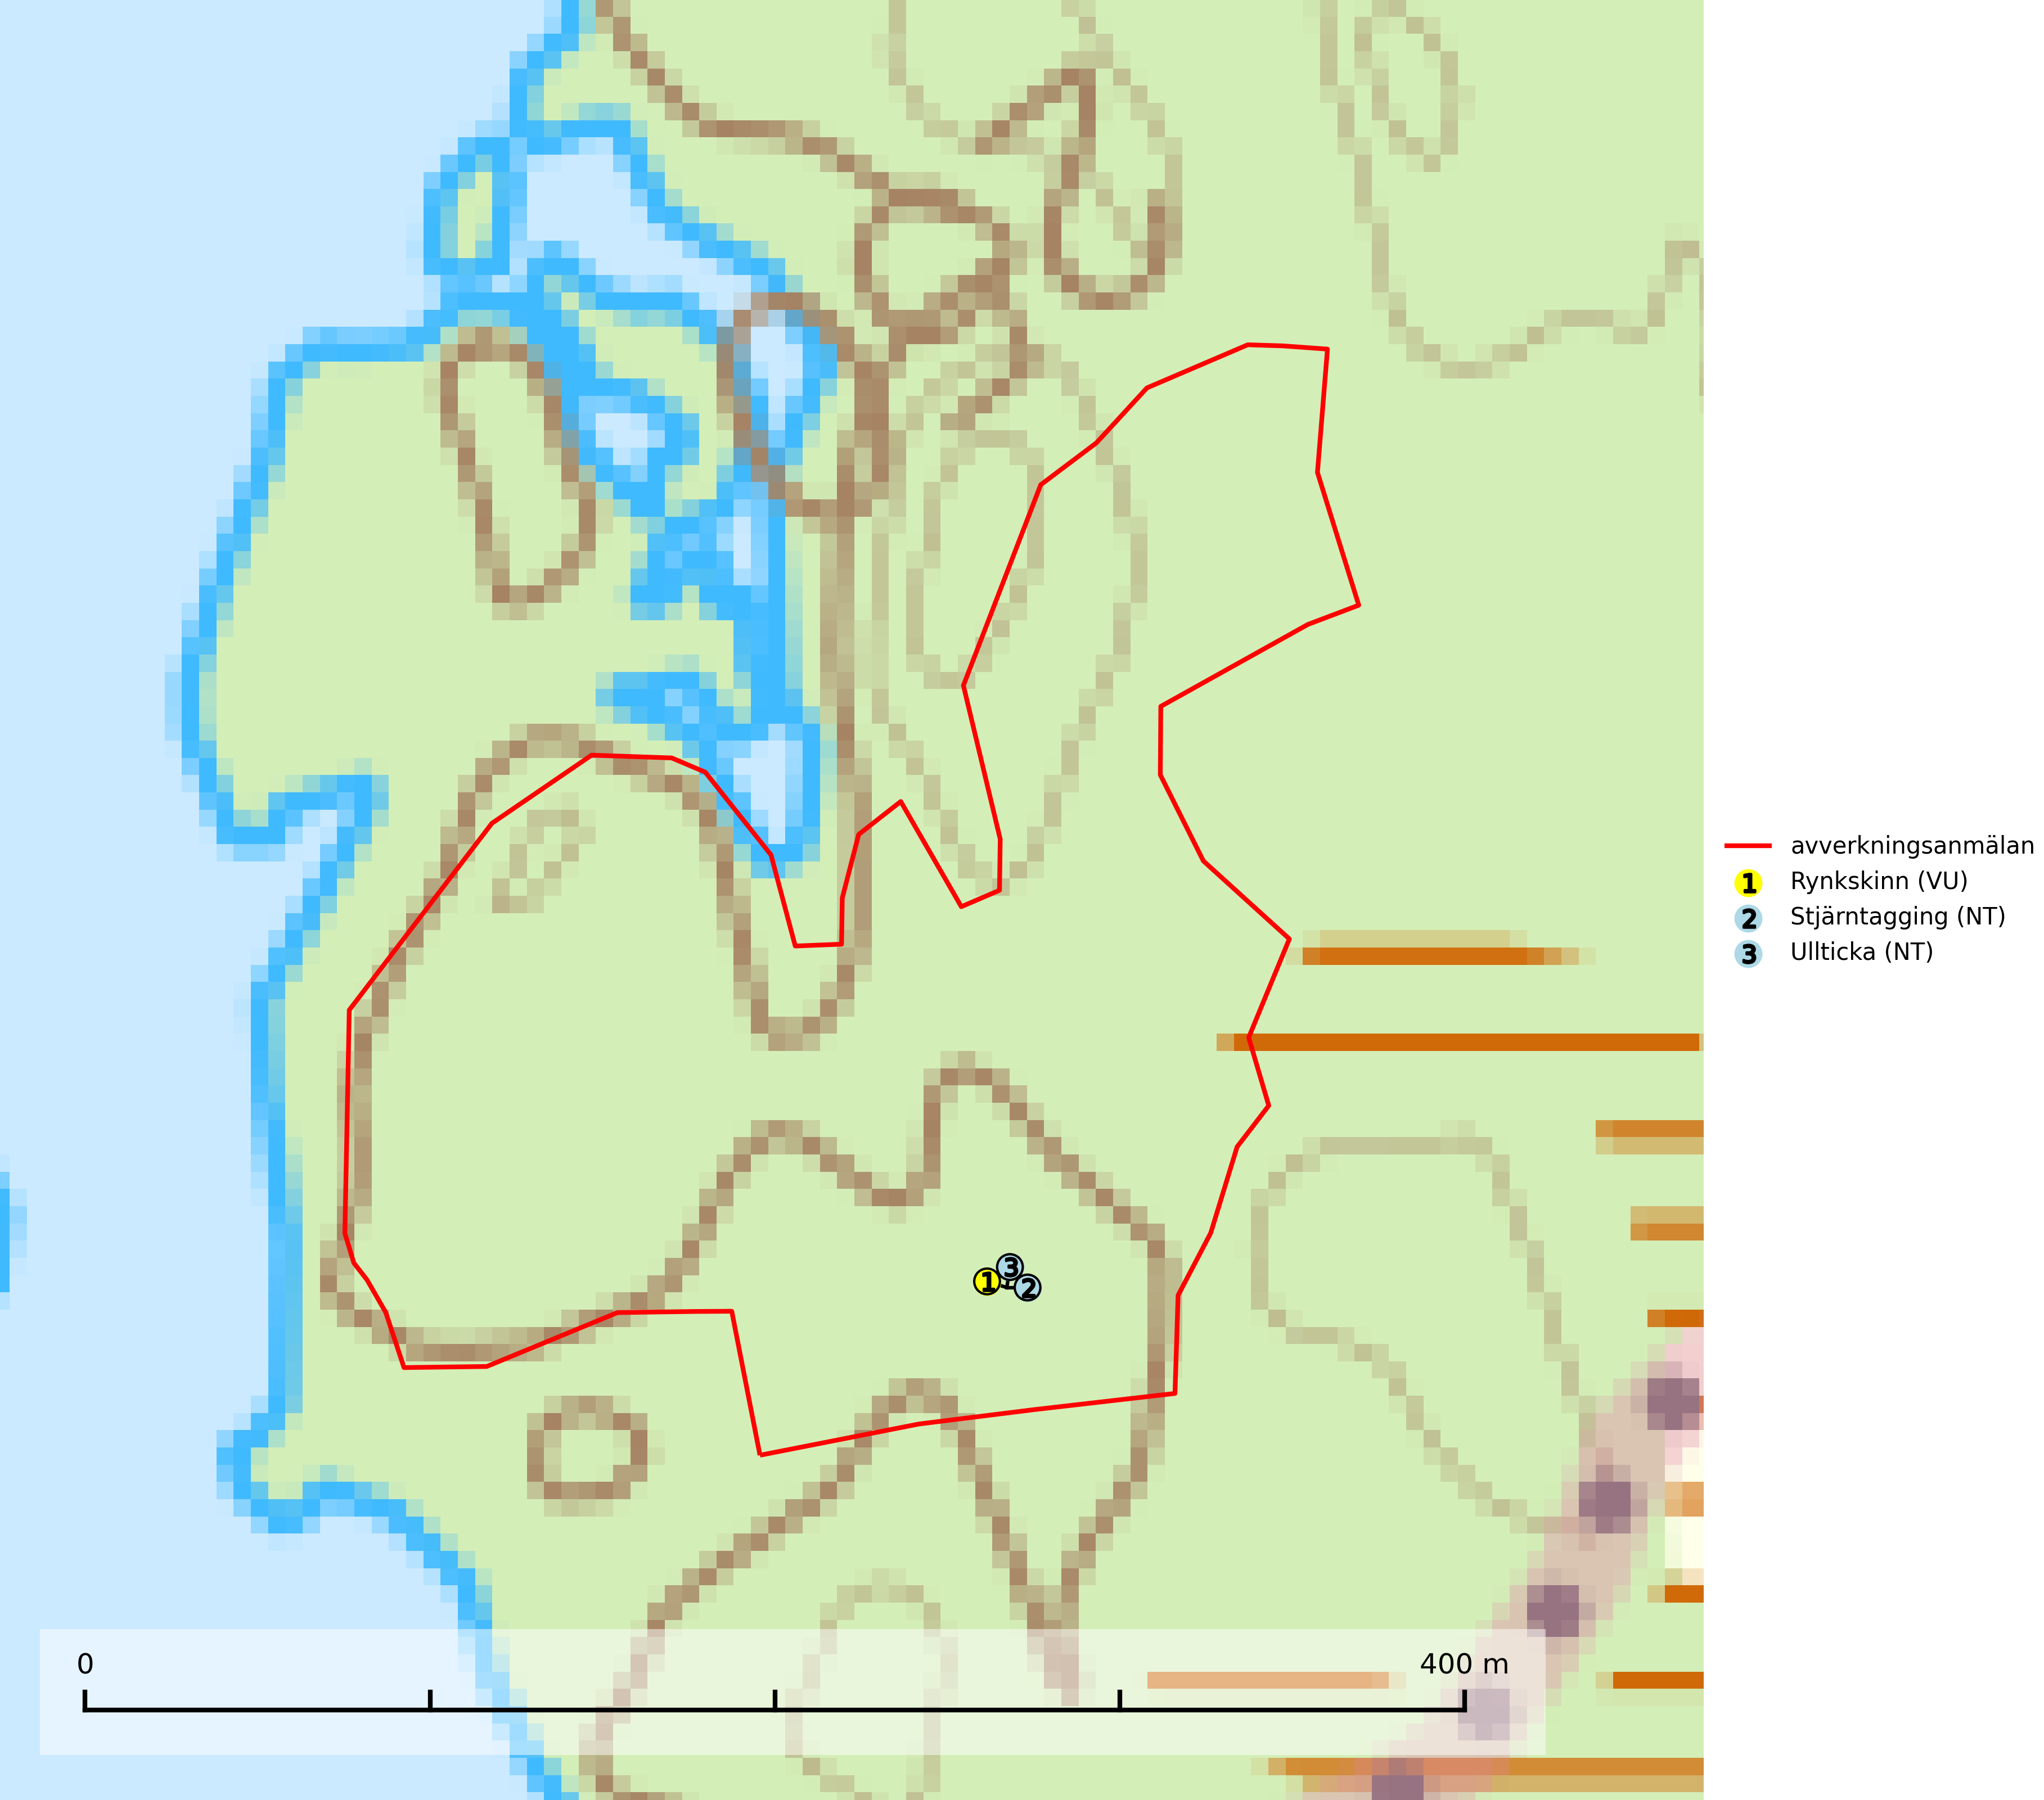 avverkningsanmälan
1 Rynkskinn (VU)
2 Stjärntagging (NT)
3 Ullticka (NT)
3
1
2
0 400 m